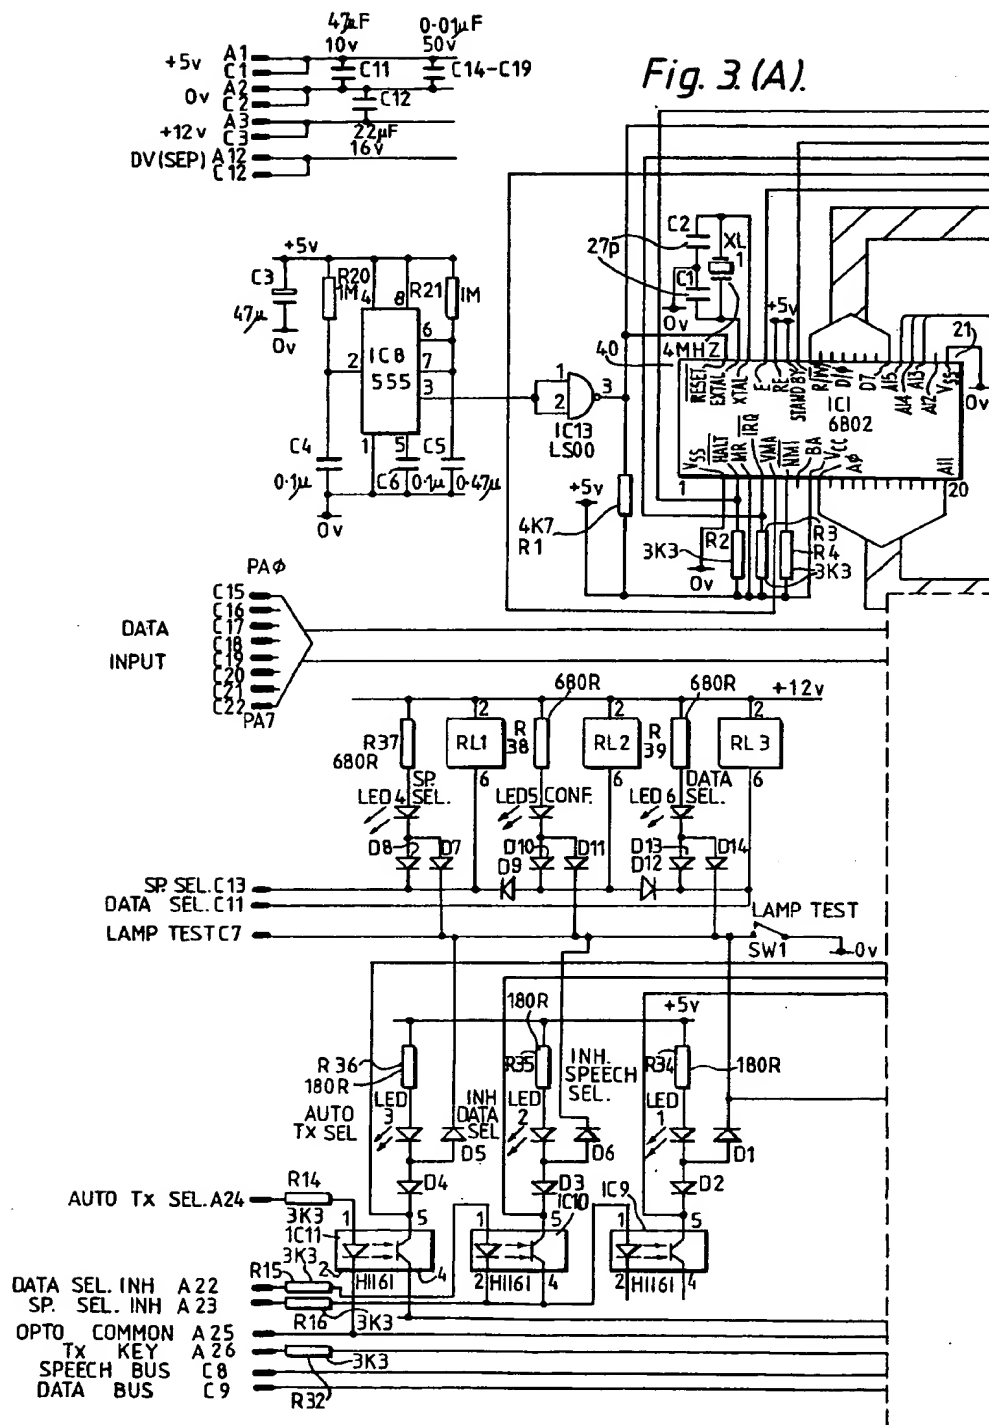 Fig. 3.(A).
47µF
10v
0·01µF
50v
+5v
A1
C1
C11
C14-C19
0v
A2
C2
C12
+12v
A3
C3
22µF
16v
DV(SEP)
A12
C12
+5v
C3
47µ
0v
R20
1M
R21
1M
4
8
6
2
7
3
IC8
555
1
5
C4
0.1µ
C6
0·1µ
C5
0·47µ
0v
1
2
3
IC13
LS00
C2
27p
C1
XL
1
0v
4MHZ
+5v
40
21
RESET
EXTAL
XTAL
E
RE
STANDBY
R/W
D7
A15
A14
A13
A12
VSS
0v
IC1
6802
VSS
HALT
MR
IRQ
VMA
NMI
BA
VCC
AØ
A11
1
20
+5v
4K7
R1
3K3
R2
R3
R4
3K3
0v
PAØ
C15
C16
DATA
C17
C18
INPUT
C19
C20
C21
C22
PA7
680R
680R
+12v
R37
680R
2
RL1
6
R
38
2
RL2
6
R
39
2
RL3
6
SP.
SEL.
LED4
LED5 CONF.
DATA
SEL.
LED6
D8
D7
D10
D11
D13
D14
D9
D12
SP. SEL. C13
DATA SEL. C11
LAMP TEST C7
LAMP TEST
SW1
0v
180R
+5v
R36
180R
R35
R34
180R
INH.
SPEECH
SEL.
AUTO
Tx SEL
LED
3
INH
DATA
SEL
LED
2
LED
1
D5
D6
D1
D4
D3
D2
AUTO Tx SEL. A24
R14
3K3
1C11
1
5
2
4
H1161
IC10
1
5
2
4
H1161
IC9
1
5
2
4
H1161
DATA SEL. INH A22
R15
3K3
SP. SEL. INH A23
R16
3K3
OPTO COMMON A25
Tx KEY A26
3K3
R32
SPEECH BUS C8
DATA BUS C9